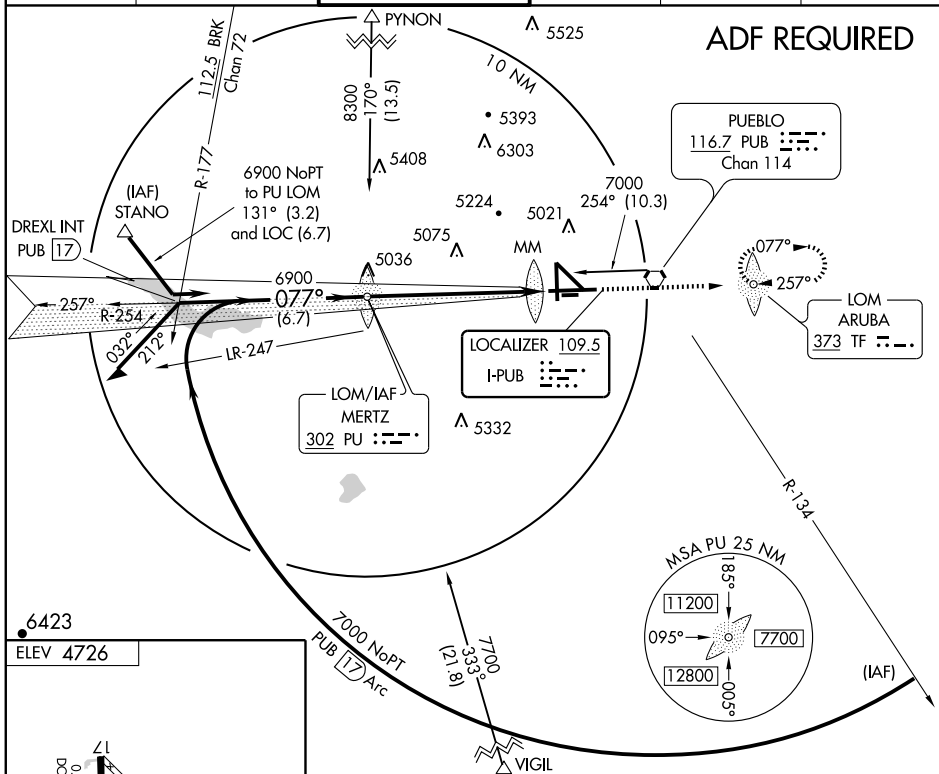 PYNON
5525
ADF REQUIRED
112.5 BRK
Chan 72
10 NM
8300
170°
(13.5)
5393
6303
5408
PUEBLO
116.7 PUB
Chan 114
R-177
(IAF)
STANO
6900 NoPT
to PU LOM
131° (3.2)
and LOC (6.7)
7000
254° (10.3)
5224
5021
DREXL INT
PUB 17
5075
MM
5036
6900
077°
(6.7)
257°
R-254
032°
212°
LR-247
077°
257°
LOM
ARUBA
373 TF
LOCALIZER 109.5
I-PUB
LOM/IAF
MERTZ
302 PU
5332
R-134
MSA PU 25 NM
185°
11200
095°
7700
12800
005°
6423
ELEV 4726
7000 NoPT
PUB 17 Arc
7700
333°
(21.8)
(IAF)
VIGIL
17